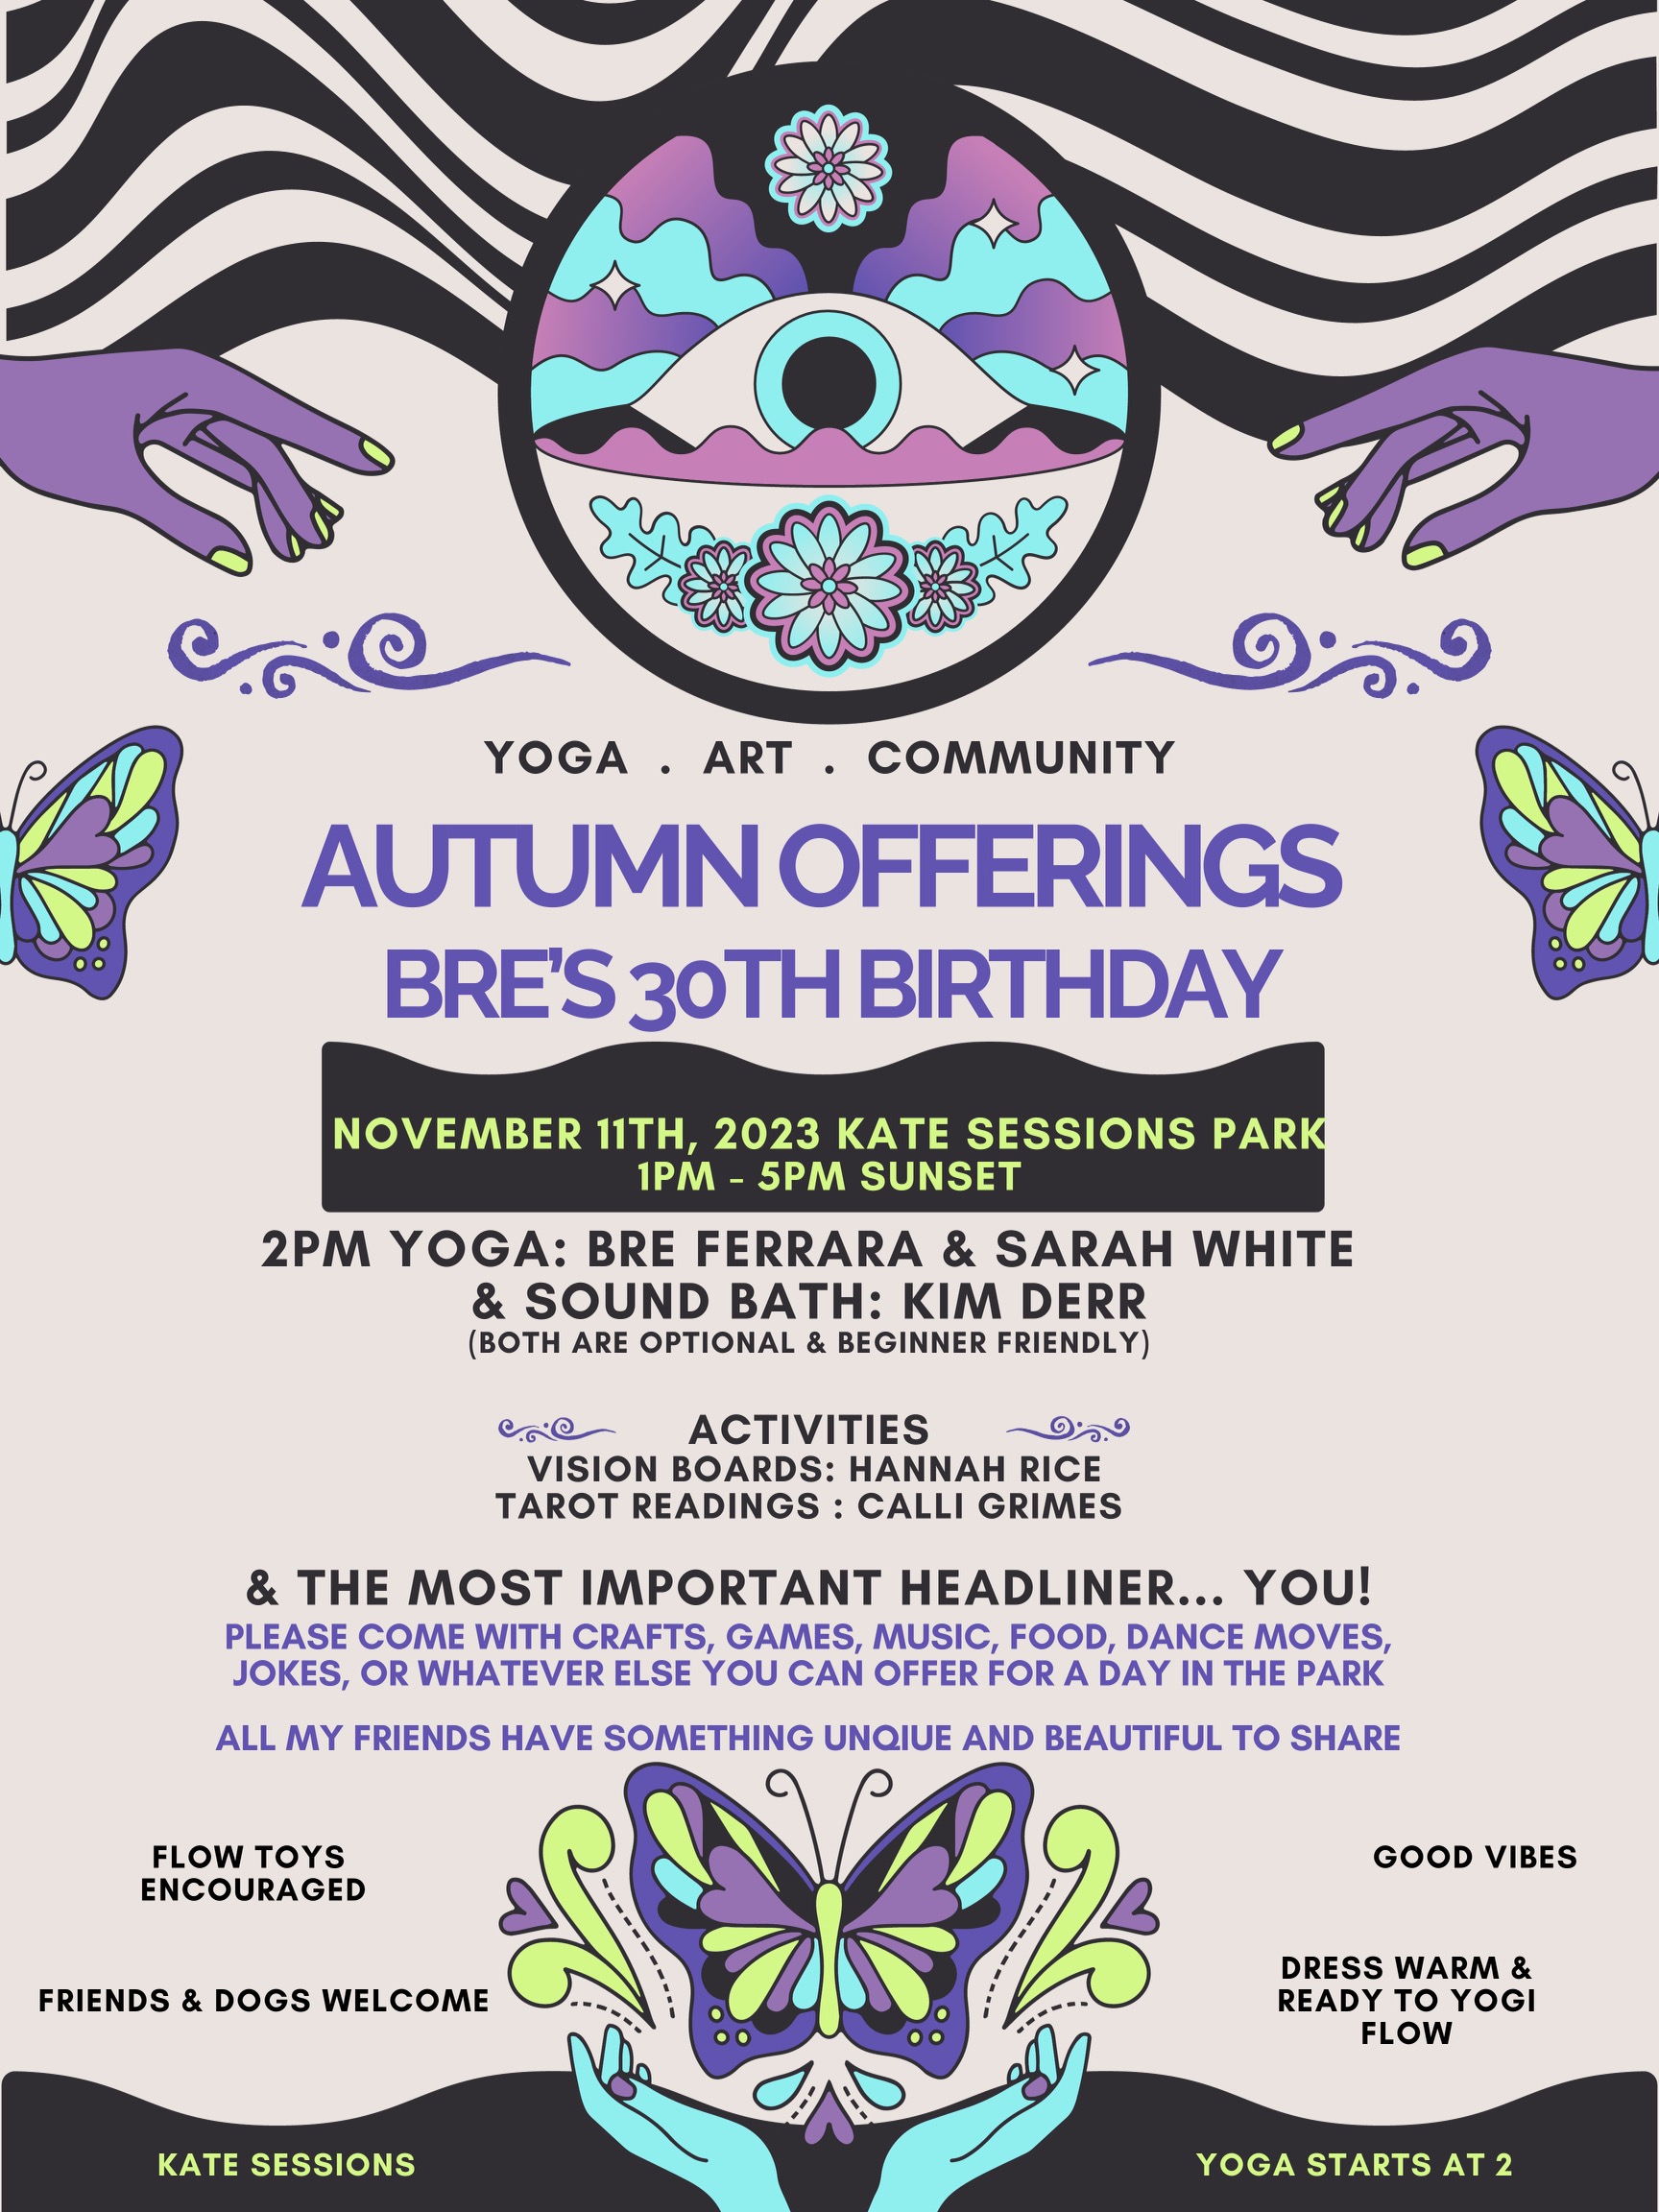 YOGA . ART . COMMUNITY
AUTUMN OFFERINGS
BRE'S 30TH BIRTHDAY
NOVEMBER 11TH, 2023 KATE SESSIONS PARK
1PM - 5PM SUNSET
2PM YOGA: BRE FERRARA & SARAH WHITE
& SOUND BATH: KIM DERR
(BOTH ARE OPTIONAL & BEGINNER FRIENDLY)
ACTIVITIES
VISION BOARDS: HANNAH RICE
TAROT READINGS : CALLI GRIMES
& THE MOST IMPORTANT HEADLINER... YOU!
PLEASE COME WITH CRAFTS, GAMES, MUSIC, FOOD, DANCE MOVES,
JOKES, OR WHATEVER ELSE YOU CAN OFFER FOR A DAY IN THE PARK
ALL MY FRIENDS HAVE SOMETHING UNQIUE AND BEAUTIFUL TO SHARE
FLOW TOYS
ENCOURAGED
GOOD VIBES
FRIENDS & DOGS WELCOME
DRESS WARM &
READY TO YOGI
FLOW
KATE SESSIONS
YOGA STARTS AT 2